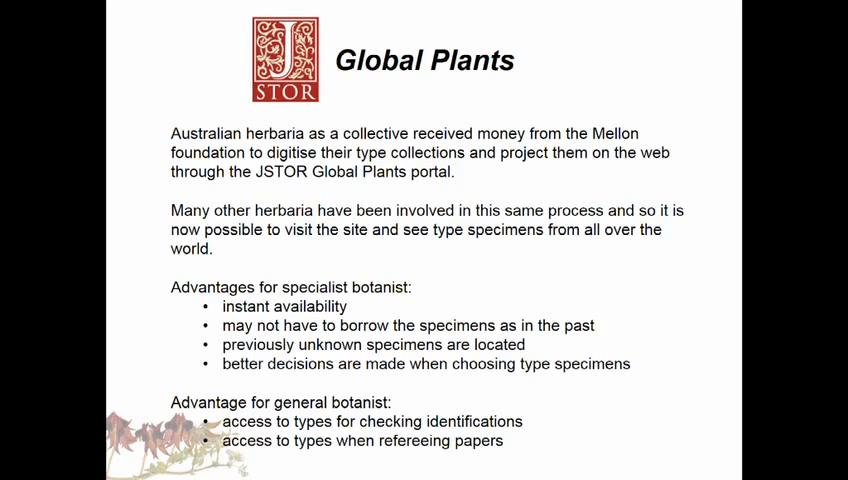 J
STOR
Global Plants
Australian herbaria as a collective received money from the Mellon
foundation to digitise their type collections and project them on the web
through the JSTOR Global Plants portal.
Many other herbaria have been involved in this same process and so it is
now possible to visit the site and see type specimens from all over the
world.
Advantages for specialist botanist:
• instant availability
• may not have to borrow the specimens as in the past
• previously unknown specimens are located
• better decisions are made when choosing type specimens
Advantage for general botanist:
• access to types for checking identifications
• access to types when refereeing papers